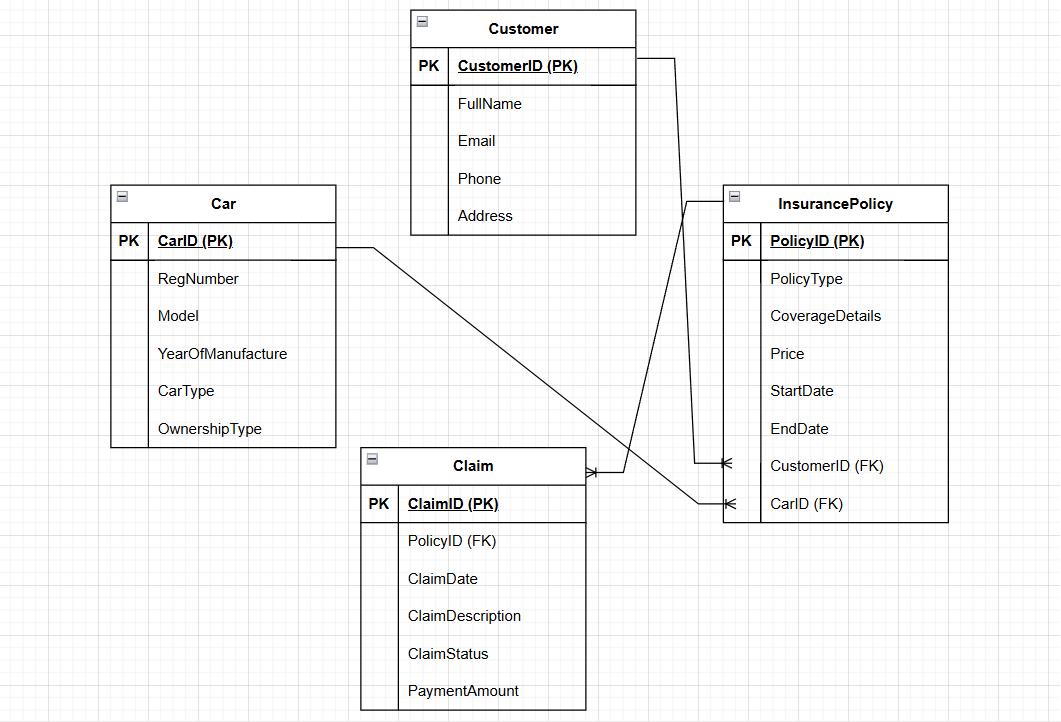 Customer
PK CustomerID (PK)
FullName
Email
Phone
Address
Car
PK CarID (PK)
RegNumber
Model
YearOfManufacture
CarType
OwnershipType
InsurancePolicy
PK PolicyID (PK)
PolicyType
CoverageDetails
Price
StartDate
EndDate
CustomerID (FK)
CarID (FK)
Claim
PK ClaimID (PK)
PolicyID (FK)
ClaimDate
ClaimDescription
ClaimStatus
PaymentAmount